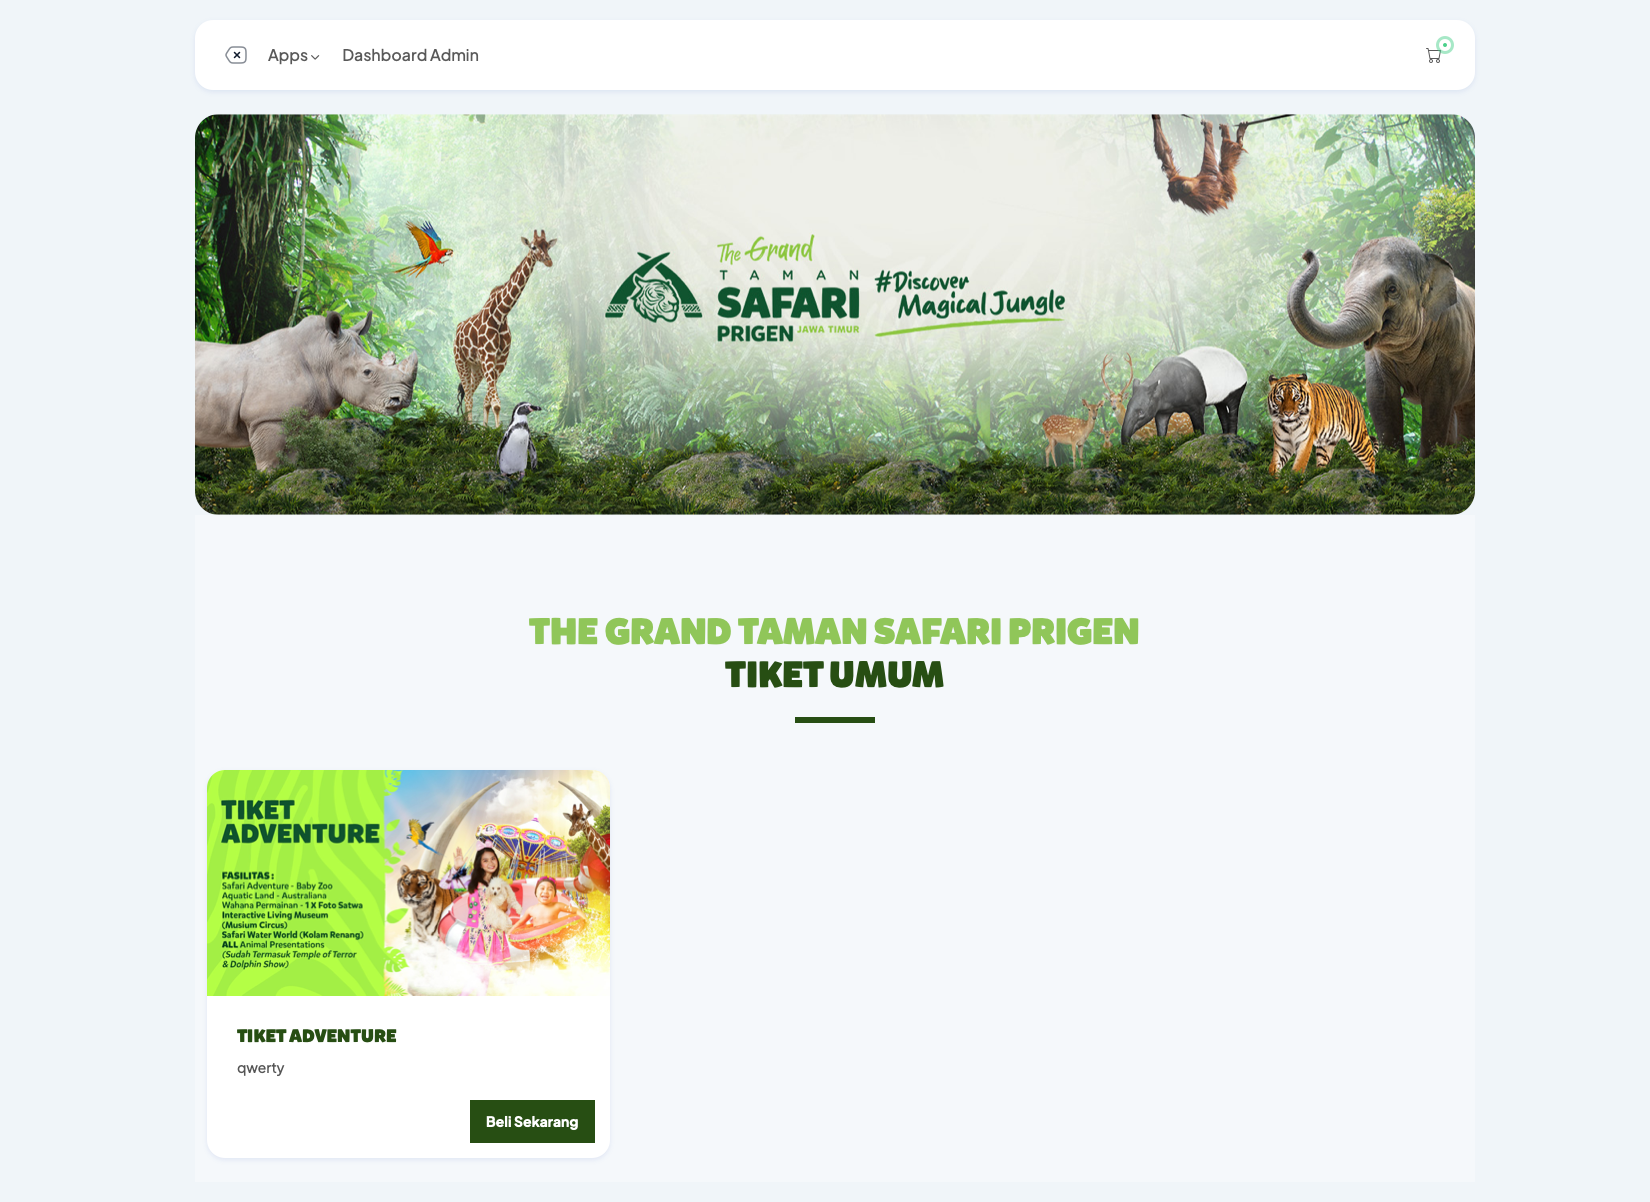 Apps
Dashboard Admin
The Grand
TAMAN
SAFARI
PRIGEN JAWA TIMUR
#Discover
Magical Jungle
THE GRAND TAMAN SAFARI PRIGEN
TIKET UMUM
TIKET
ADVENTURE
FASILITAS :
Safari Adventure - Baby Zoo
Aquatic Land - Australiana
Wahana Permainan - 1 X Foto Satwa
Interactive Living Museum
(Musium Circus)
Safari Water World (Kolam Renang)
ALL Animal Presentations
(Sudah Termasuk Temple of Terror
& Dolphin Show)
TIKET ADVENTURE
qwerty
Beli Sekarang